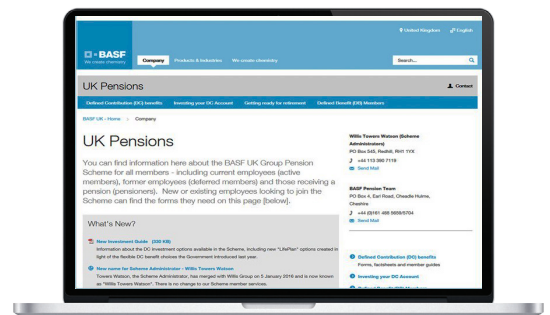 United Kingdom English
BASF
We create chemistry
Company Products & Industries We create chemistry Search...
UK Pensions Contact
Defined Contribution (DC) benefits Investing your DC Account Getting ready for retirement Defined Benefit (DB) Members
BASF UK - Home > Company
UK Pensions
You can find information here about the BASF UK Group Pension
Scheme for all members - including current employees (active
members), former employees (deferred members) and those receiving a
pension (pensioners). New or existing employees looking to join the
Scheme can find the forms they need on this page [below].
What's New?
New Investment Guide (330 KB)
Information about the DC investment options available in the Scheme, including new "LifePlan" options created in
light of the flexible DC benefit choices the Government introduced last year.
New name for Scheme Administrator - Willis Towers Watson
Towers Watson, the Scheme Administrator, has merged with Willis Group on 5 January 2016 and is now known
as "Willis Towers Watson". There is no change to our Scheme member services.
Willis Towers Watson (Scheme
Administrators)
PO Box 545, Redhill, RH1 1YX
+44 113 390 7119
Send Mail
BASF Pension Team
PO Box 4, Earl Road, Cheadle Hulme,
Cheshire
Send Mail
Defined Contribution (DC) benefits
Forms, factsheets and member guides
Investing your DC Account